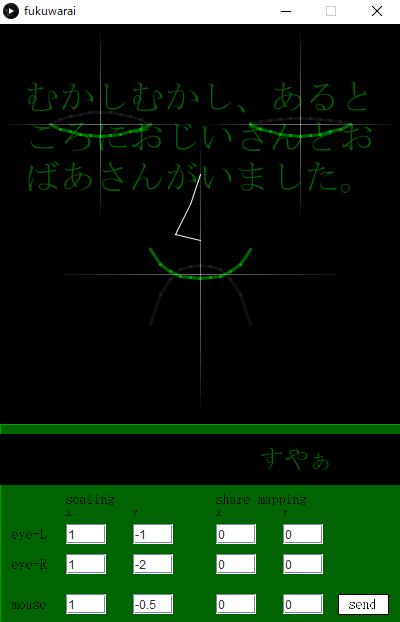 fukuwarai
むかしむかし、あると
ころにおじいさんとお
ばあさんがいました。
すやぁ
scaling share mapping
x y x y
eye-L 1 -1 0 0
eye-R 1 -2 0 0
mouse 1 -0.5 0 0 send